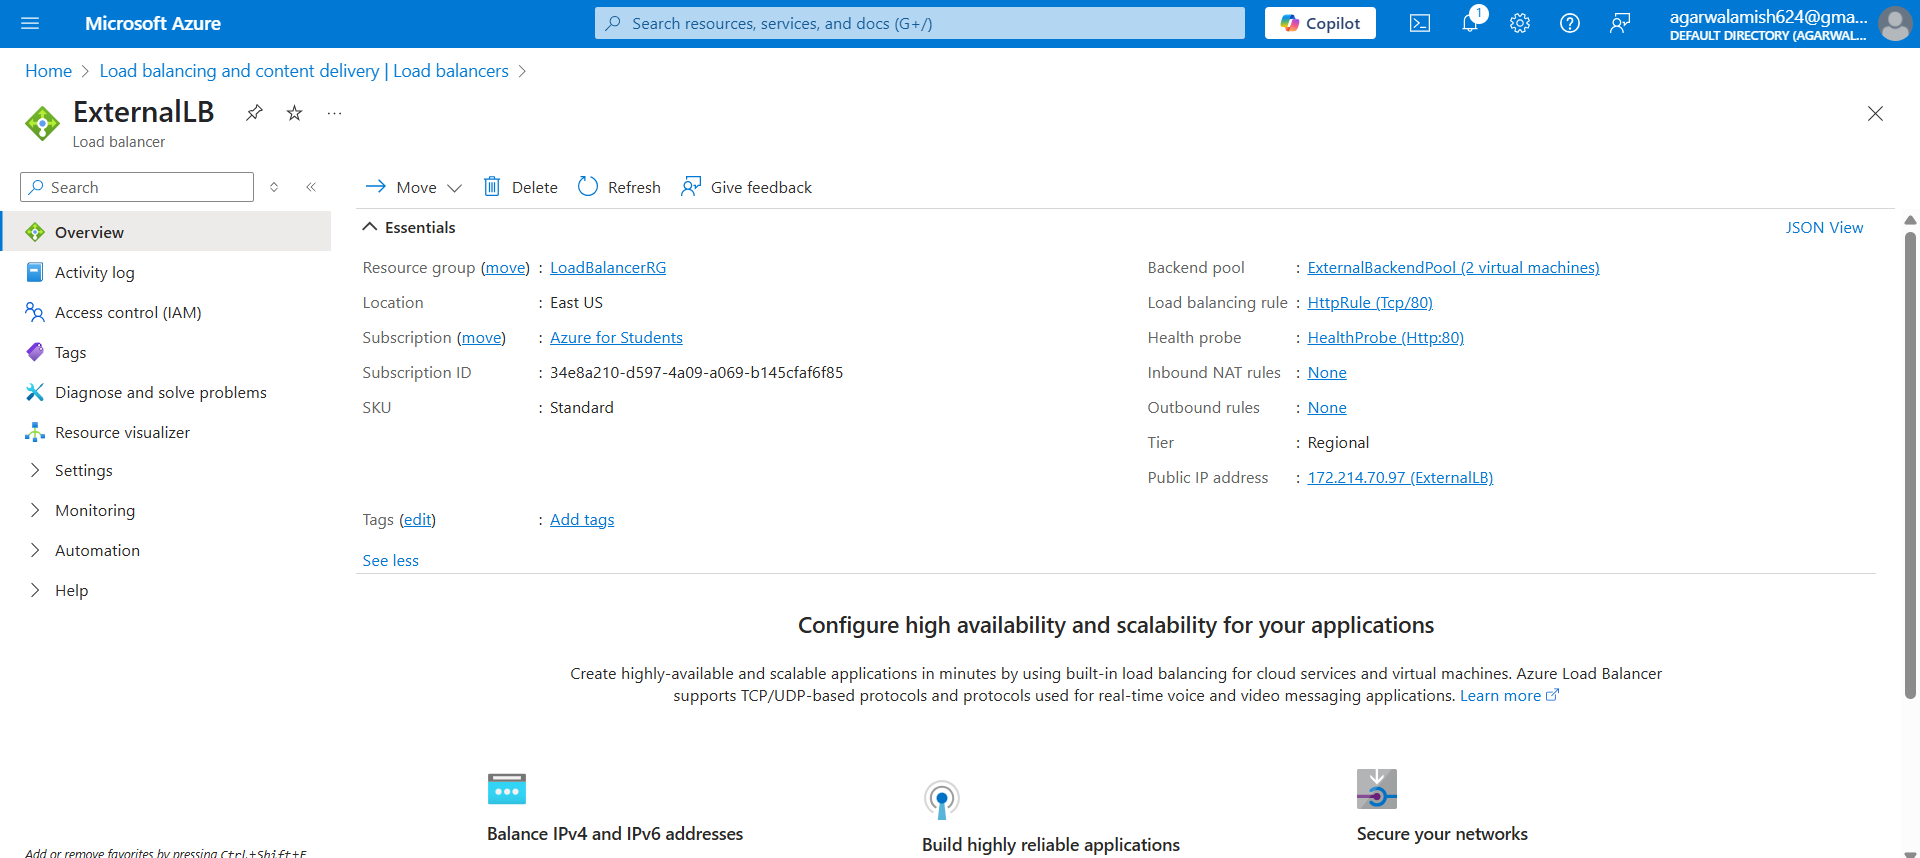 Microsoft Azure
Search resources, services, and docs (G+/)
Copilot
1
agarwalamish624@gma...
DEFAULT DIRECTORY (AGARWAL...
Home > Load balancing and content delivery | Load balancers >
ExternalLB
Load balancer
Search
Move
Delete
Refresh
Give feedback
Overview
Activity log
Access control (IAM)
Tags
Diagnose and solve problems
Resource visualizer
Settings
Monitoring
Automation
Help
Add or remove favorites by pressing Ctrl+Shift+F
Essentials
JSON View
Resource group (move) : LoadBalancerRG
Location : East US
Subscription (move) : Azure for Students
Subscription ID : 34e8a210-d597-4a09-a069-b145cfaf6f85
SKU : Standard
Backend pool : ExternalBackendPool (2 virtual machines)
Load balancing rule : HttpRule (Tcp/80)
Health probe : HealthProbe (Http:80)
Inbound NAT rules : None
Outbound rules : None
Tier : Regional
Public IP address : 172.214.70.97 (ExternalLB)
Tags (edit) : Add tags
See less
Configure high availability and scalability for your applications
Create highly-available and scalable applications in minutes by using built-in load balancing for cloud services and virtual machines. Azure Load Balancer
supports TCP/UDP-based protocols and protocols used for real-time voice and video messaging applications. Learn more
Balance IPv4 and IPv6 addresses
Build highly reliable applications
Secure your networks